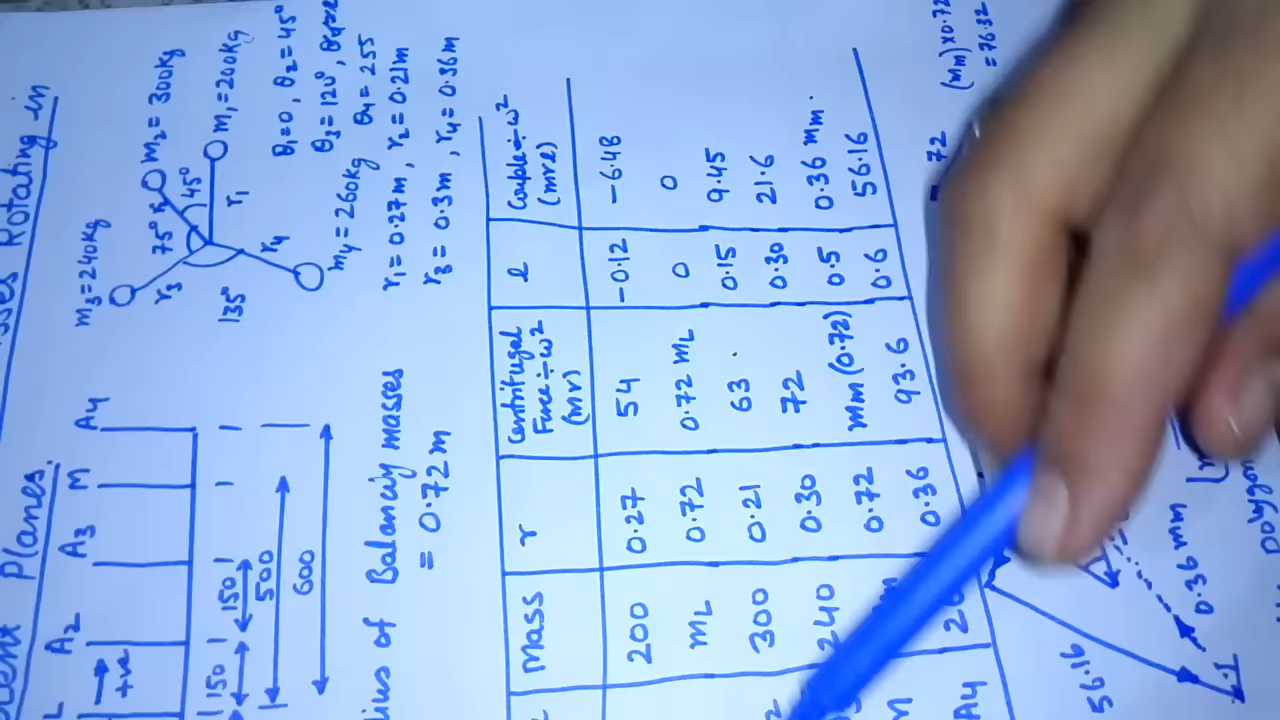 Planes.
sses Rotating in
A2 A3 M A4
+ve
150 150
500
600
m3=240kg
m2=300kg
75°
45°
m1=200kg
r3
r1
r4
135°
m4=260kg
θ1=0, θ2=45°
θ3=120°,
θ4=255
r1=0.27m, r2=0.21m
r3=0.3m, r4=0.36m
dius of Balancing masses
=0.72m
Mass r Centrifugal Force÷ω² (mr) l Couple÷ω² (mrl)
200 0.27 54 -0.12 -6.48
mL 0.72 0.72 mL 0 0
300 0.21 63 0.15 9.45
240 0.30 72 0.30 21.6
M 0.72 mm(0.72) 0.5 0.36 mm
A4 0.36 93.6 0.6 56.16
72
(mm)×0.72
=76.32
56.16
0.36 mm
Polygon